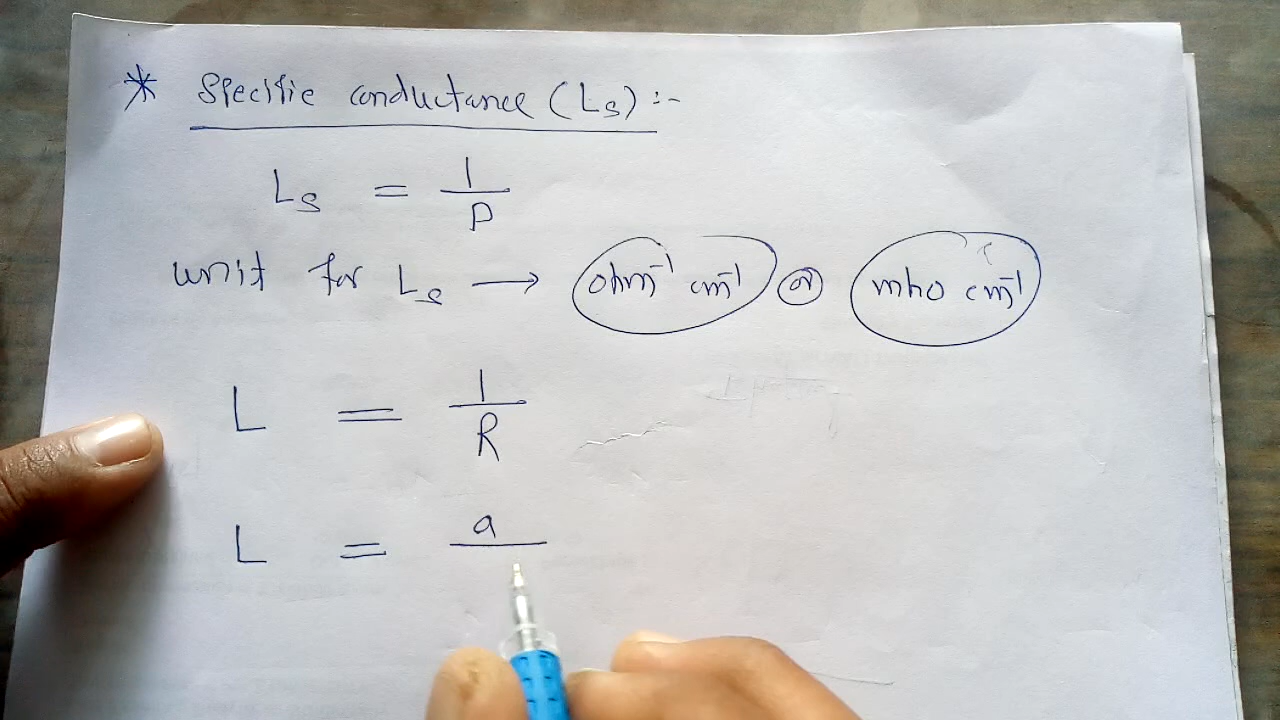 * Specific conductance (Ls) :-
Ls = 1/ρ
unit for Ls → ohm⁻¹ cm⁻¹ or mho cm⁻¹
L = 1/R
L = a